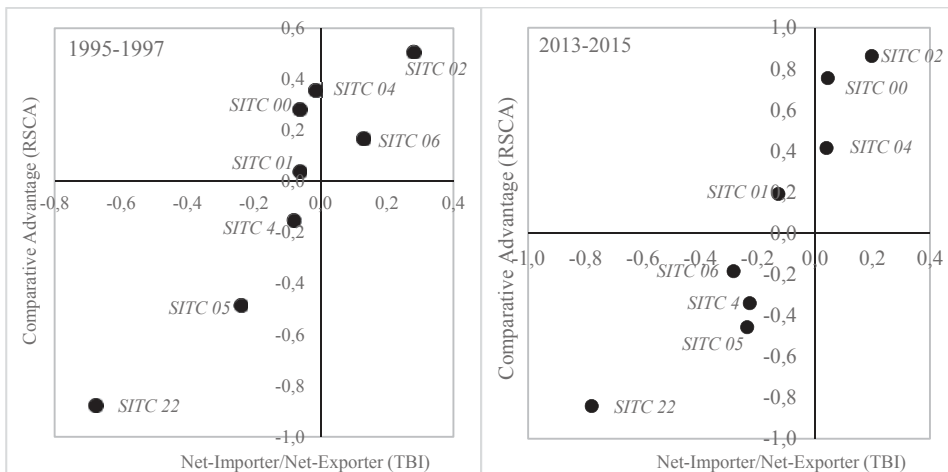 1995-1997
Comparative Advantage (RSCA)
0,6
0,4
0,2
0,0
-0,2
-0,4
-0,6
-0,8
-1,0
-0,8
-0,6
-0,4
-0,2
0,0
0,2
0,4
SITC 02
SITC 04
SITC 00
SITC 06
SITC 01
SITC 4
SITC 05
SITC 22
Net-Importer/Net-Exporter (TBI)
2013-2015
Comparative Advantage (RSCA)
1,0
0,8
0,6
0,4
0,2
0,0
-0,2
-0,4
-0,6
-0,8
-1,0
-1,0
-0,8
-0,6
-0,4
-0,2
0,0
0,2
0,4
SITC 02
SITC 00
SITC 04
SITC 01
SITC 06
SITC 4
SITC 05
SITC 22
Net-Importer/Net-Exporter (TBI)